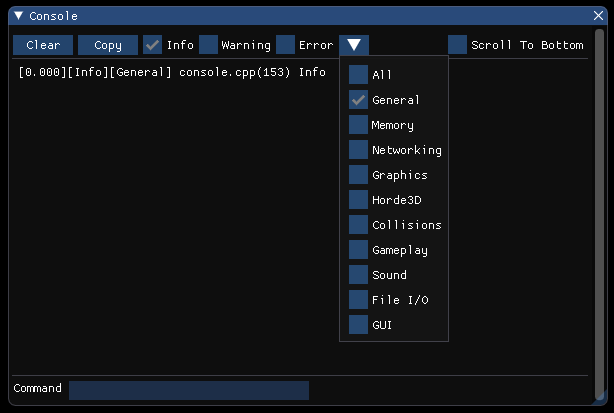 Console
Clear Copy Info Warning Error Scroll To Bottom
[0.000][Info][General] console.cpp(153) Info
All
General
Memory
Networking
Graphics
Horde3D
Collisions
Gameplay
Sound
File I/O
GUI
Command